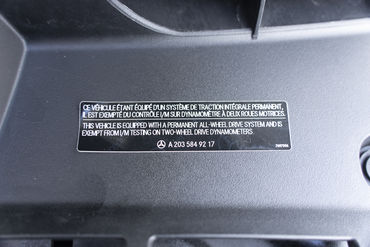 CE VÉHICULE ÉTANT ÉQUIPÉ D'UN SYSTÈME DE TRACTION INTÉGRALE PERMANENT,
IL EST EXEMPTÉ DU CONTRÔLE I/M SUR DYNAMOMÈTRE À DEUX ROUES MOTRICES.
THIS VEHICLE IS EQUIPPED WITH A PERMANENT ALL-WHEEL DRIVE SYSTEM AND IS
EXEMPT FROM I/M TESTING ON TWO-WHEEL DRIVE DYNAMOMETERS.
A 203 584 92 17